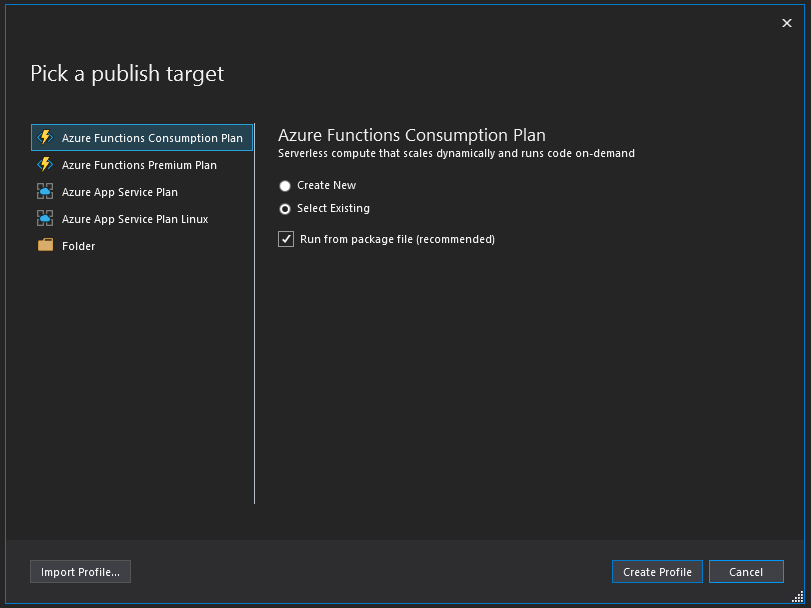 Pick a publish target
Azure Functions Consumption Plan
Azure Functions Premium Plan
Azure App Service Plan
Azure App Service Plan Linux
Folder
Azure Functions Consumption Plan
Serverless compute that scales dynamically and runs code on-demand
Create New
Select Existing
Run from package file (recommended)
Import Profile...
Create Profile
Cancel